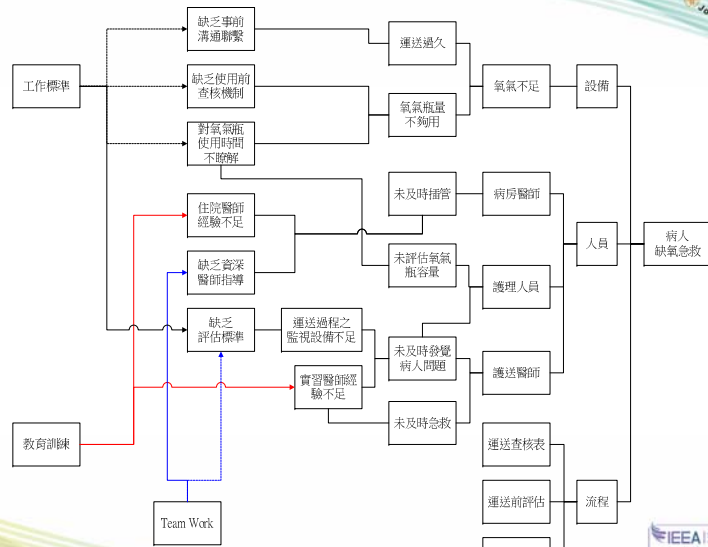 缺乏事前
溝通聯繫
運送過久
工作標準
缺乏使用前
查核機制
氧氣不足
設備
氧氣瓶量
不夠用
對氧氣瓶
使用時間
不瞭解
住院醫師
經驗不足
未及時插管
病房醫師
人員
病人
缺氧急救
缺乏資深
醫師指導
未評估氧氣
瓶容量
護理人員
缺乏
評估標準
運送過程之
監視設備不足
未及時發覺
病人問題
護送醫師
實習醫師經
驗不足
未及時急救
教育訓練
運送查核表
運送前評估
流程
Team Work
IEEA